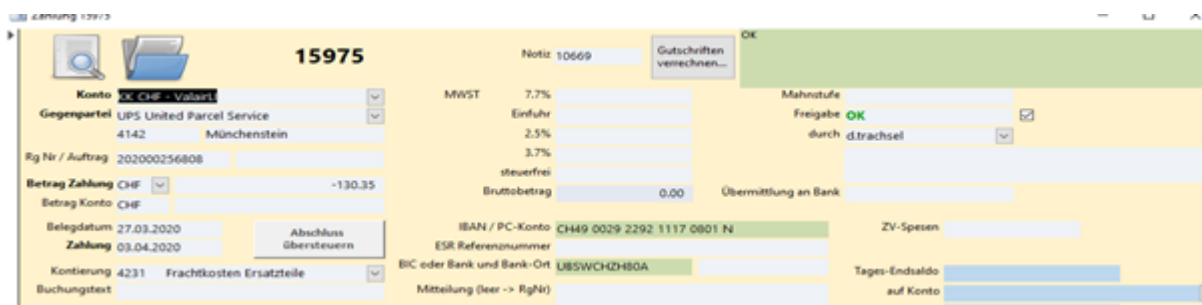 Zahlung 15975
15975
Notiz 10669
Gutschriften verrechnen...
OK
Konto KK CHF - Valairt.l
MWST 7.7%
Mahnstufe
Gegenpartei UPS United Parcel Service
Einfuhr
Freigabe OK
4142 Münchenstein
2.5%
durch d.trachsel
Rg Nr / Auftrag 202000256808
3.7%
steuerfrei
Betrag Zahlung CHF -130.35
Bruttobetrag 0.00
Übermittlung an Bank
Betrag Konto CHF
Belegdatum 27.03.2020
Abschluss übersteuern
IBAN / PC-Konto CH49 0029 2292 1117 0801 N
ZV-Spesen
Zahlung 03.04.2020
ESR Referenznummer
BIC oder Bank und Bank-Ort UBSWCHZH80A
Kontierung 4231 Frachtkosten Ersatzteile
Tages-Endsaldo
Buchungstext
Mitteilung (leer -> RgNr)
auf Konto